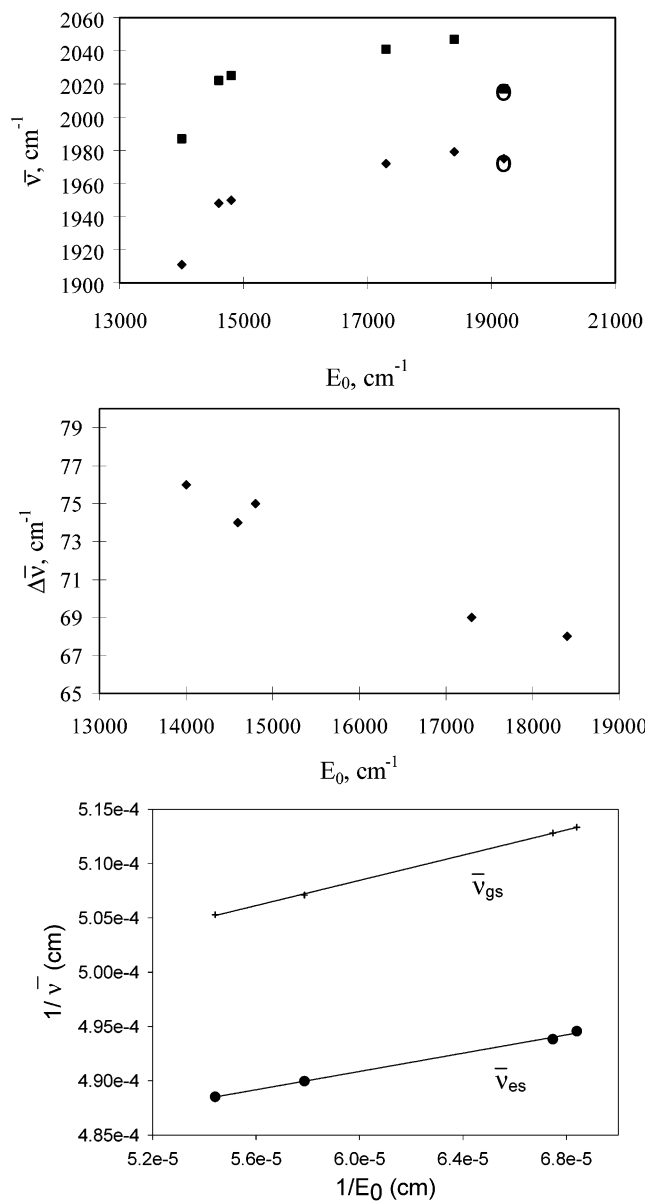 2060
2040
2020
2000
1980
1960
1940
1920
1900
ν̅, cm⁻¹
13000 15000 17000 19000 21000
E₀, cm⁻¹
79
77
75
73
71
69
67
65
Δν̅, cm⁻¹
13000 14000 15000 16000 17000 18000 19000
E₀, cm⁻¹
5.15e-4
5.10e-4
5.05e-4
5.00e-4
4.95e-4
4.90e-4
4.85e-4
1/ ν̅ (cm)
ν̅gs
ν̅es
5.2e-5 5.6e-5 6.0e-5 6.4e-5 6.8e-5
1/E₀ (cm)